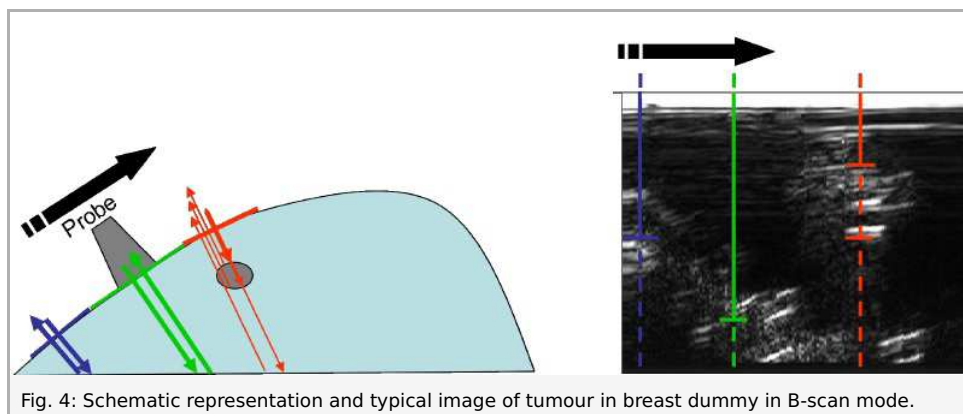 Probe
Fig. 4: Schematic representation and typical image of tumour in breast dummy in B-scan mode.